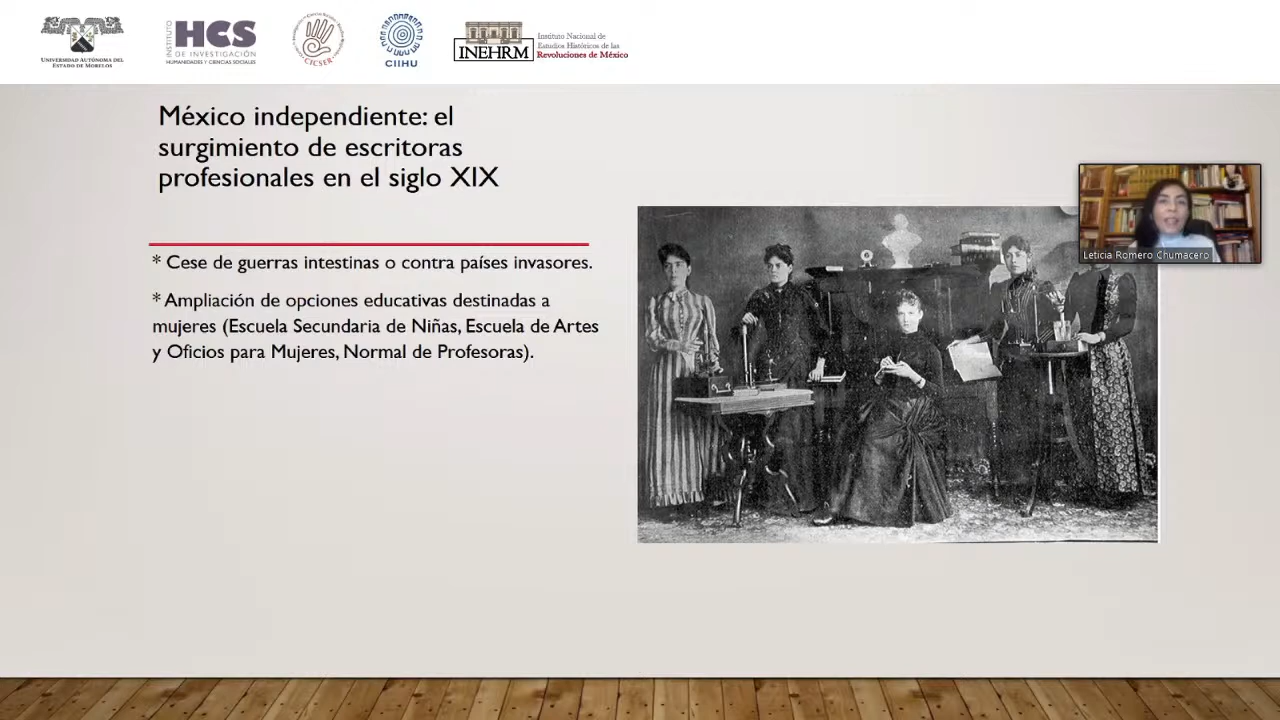 UNIVERSIDAD AUTÓNOMA DEL
ESTADO DE MORELOS
INSTITUTO
HCS
DE INVESTIGACIÓN
HUMANIDADES Y CIENCIAS SOCIALES
CICSER
CIIHU
INEHRM
Instituto Nacional de
Estudios Históricos de las
Revoluciones de México
México independiente: el
surgimiento de escritoras
profesionales en el siglo XIX
* Cese de guerras intestinas o contra países invasores.
* Ampliación de opciones educativas destinadas a
mujeres (Escuela Secundaria de Niñas, Escuela de Artes
y Oficios para Mujeres, Normal de Profesoras).
Leticia Romero Chumacero